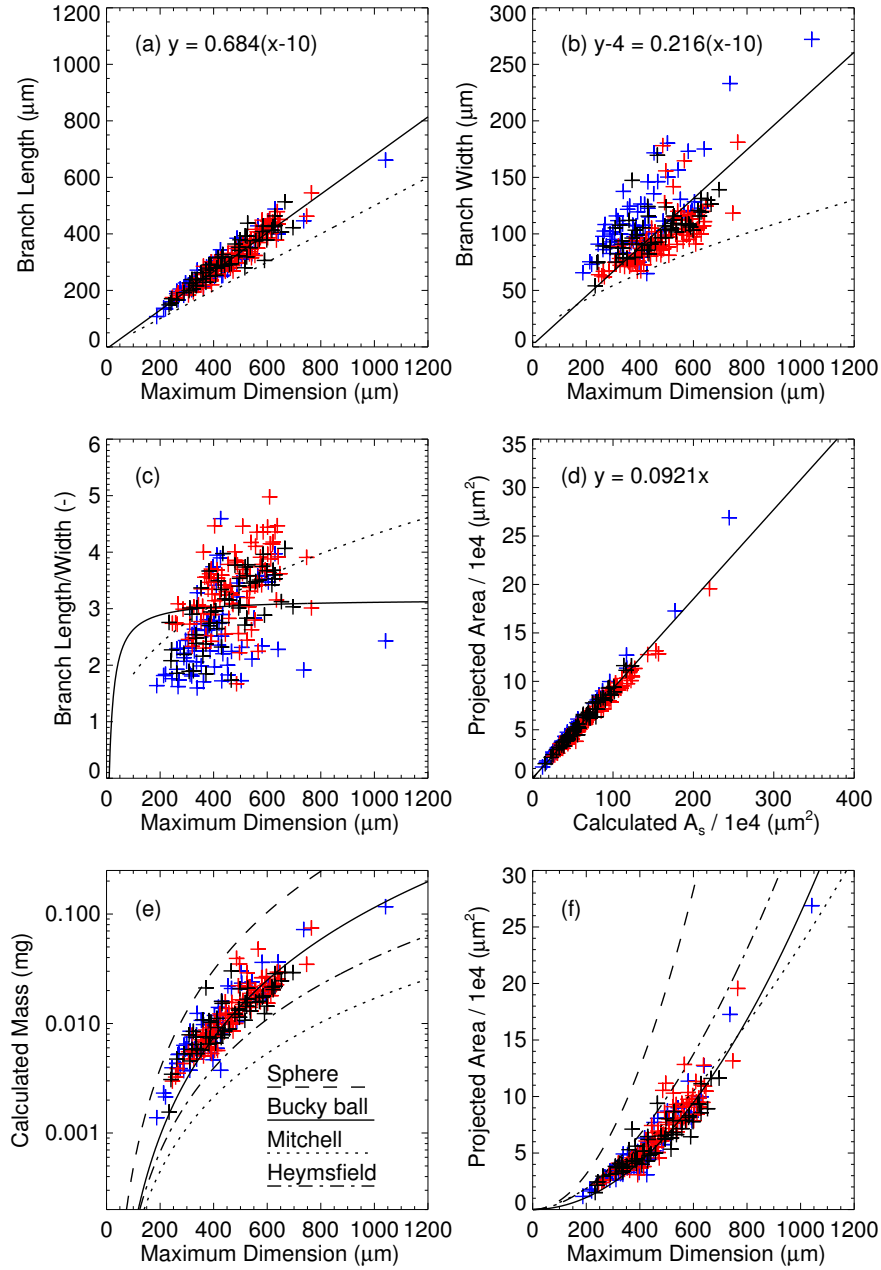 (a) y = 0.684(x-10)
Branch Length (μm)
1200
1000
800
600
400
200
0
0 200 400 600 800 1000 1200
Maximum Dimension (μm)
(b) y-4 = 0.216(x-10)
Branch Width (μm)
300
250
200
150
100
50
0
0 200 400 600 800 1000 1200
Maximum Dimension (μm)
(c)
Branch Length/Width (-)
6
5
4
3
2
1
0
0 200 400 600 800 1000 1200
Maximum Dimension (μm)
(d) y = 0.0921x
Projected Area / 1e4 (μm²)
35
30
25
20
15
10
5
0
0 100 200 300 400
Calculated Aₛ / 1e4 (μm²)
(e)
Calculated Mass (mg)
0.100
0.010
0.001
Sphere
Bucky ball
Mitchell
Heymsfield
0 200 400 600 800 1000 1200
Maximum Dimension (μm)
(f)
Projected Area / 1e4 (μm²)
30
25
20
15
10
5
0
0 200 400 600 800 1000 1200
Maximum Dimension (μm)